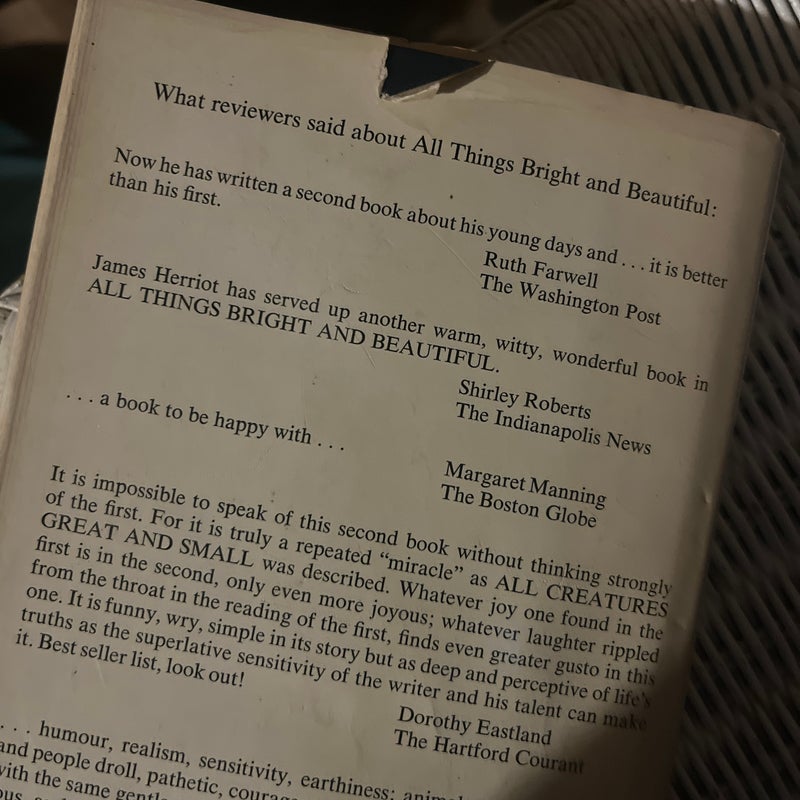 What reviewers said about All Things Bright and Beautiful:
Now he has written a second book about his young days and . . . it is better
than his first.
Ruth Farwell
The Washington Post
James Herriot has served up another warm, witty, wonderful book in
ALL THINGS BRIGHT AND BEAUTIFUL.
Shirley Roberts
The Indianapolis News
. . . a book to be happy with . . .
Margaret Manning
The Boston Globe
It is impossible to speak of this second book without thinking strongly
of the first. For it is truly a repeated “miracle” as ALL CREATURES
GREAT AND SMALL was described. Whatever joy one found in the
first is in the second, only even more joyous; whatever laughter rippled
from the throat in the reading of the first, finds even greater gusto in this
one. It is funny, wry, simple in its story but as deep and perceptive of life's
truths as the superlative sensitivity of the writer and his talent can make
it. Best seller list, look out!
Dorothy Eastland
The Hartford Courant
. . . humour, realism, sensitivity, earthiness;
and people droll, pathetic,
with the same